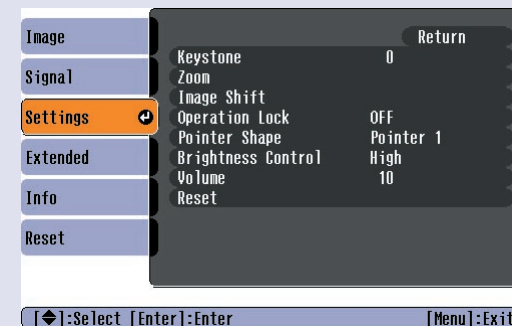 Image
Signal
Settings
Extended
Info
Reset
Return
Keystone 0
Zoom
Image Shift
Operation Lock OFF
Pointer Shape Pointer 1
Brightness Control High
Volume 10
Reset
[◆]:Select [Enter]:Enter [Menu]:Exit